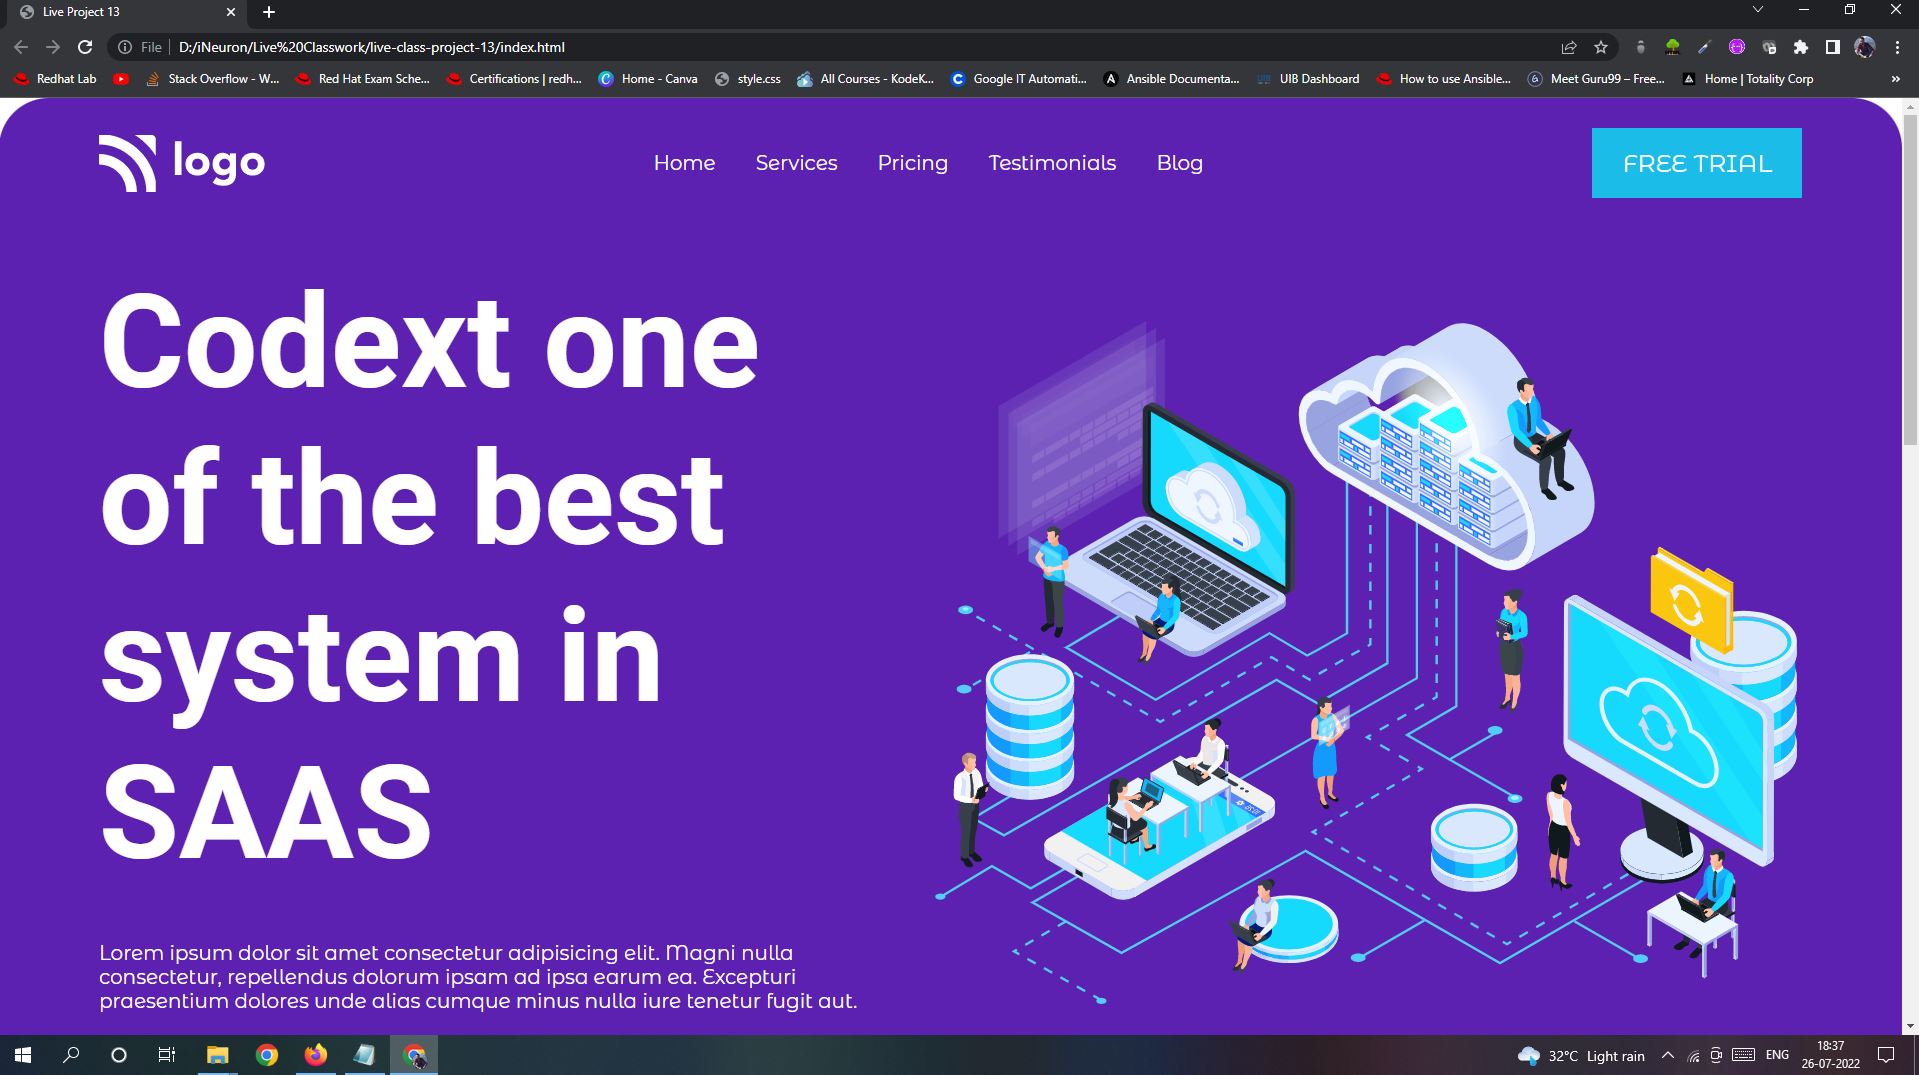 Live Project 13
File
D:/iNeuron/Live%20Classwork/live-class-project-13/index.html
Redhat Lab
Stack Overflow - W...
Red Hat Exam Sche...
Certifications | redh...
Home - Canva
style.css
All Courses - KodeK...
Google IT Automati...
Ansible Documenta...
UIB
UIB Dashboard
How to use Ansible...
Meet Guru99 – Free...
Home | Totality Corp
»
logo
Home
Services
Pricing
Testimonials
Blog
FREE TRIAL
Codext one
of the best
system in
SAAS
Lorem ipsum dolor sit amet consectetur adipisicing elit. Magni nulla
consectetur, repellendus dolorum ipsam ad ipsa earum ea. Excepturi
praesentium dolores unde alias cumque minus nulla iure tenetur fugit aut.
32°C Light rain
ENG
18:37
26-07-2022